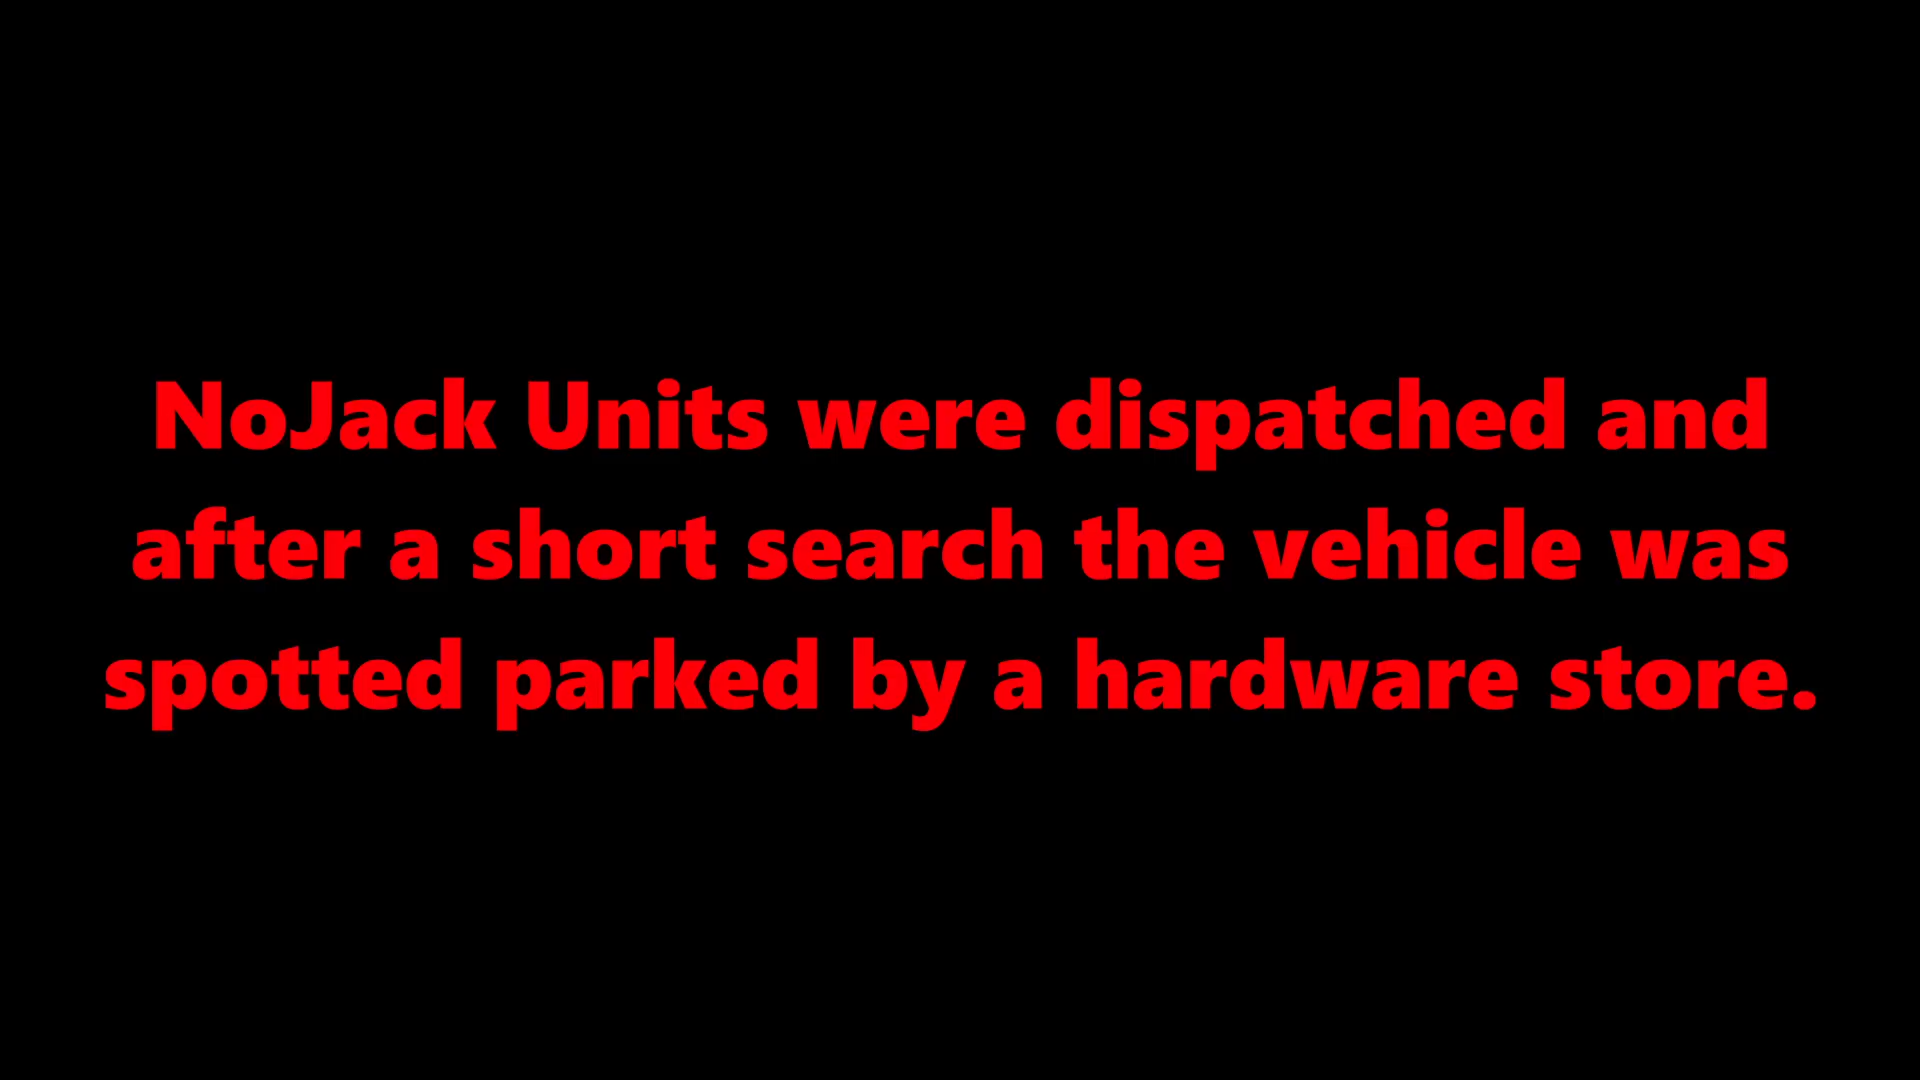 NoJack Units were dispatched and
after a short search the vehicle was
spotted parked by a hardware store.